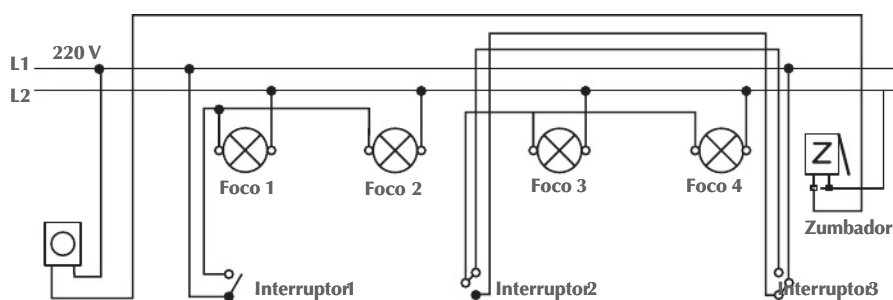 220 V
L1
L2
Foco 1
Foco 2
Foco 3
Foco 4
Z
Zumbador
Interruptor1
Interruptor2
Interruptor3